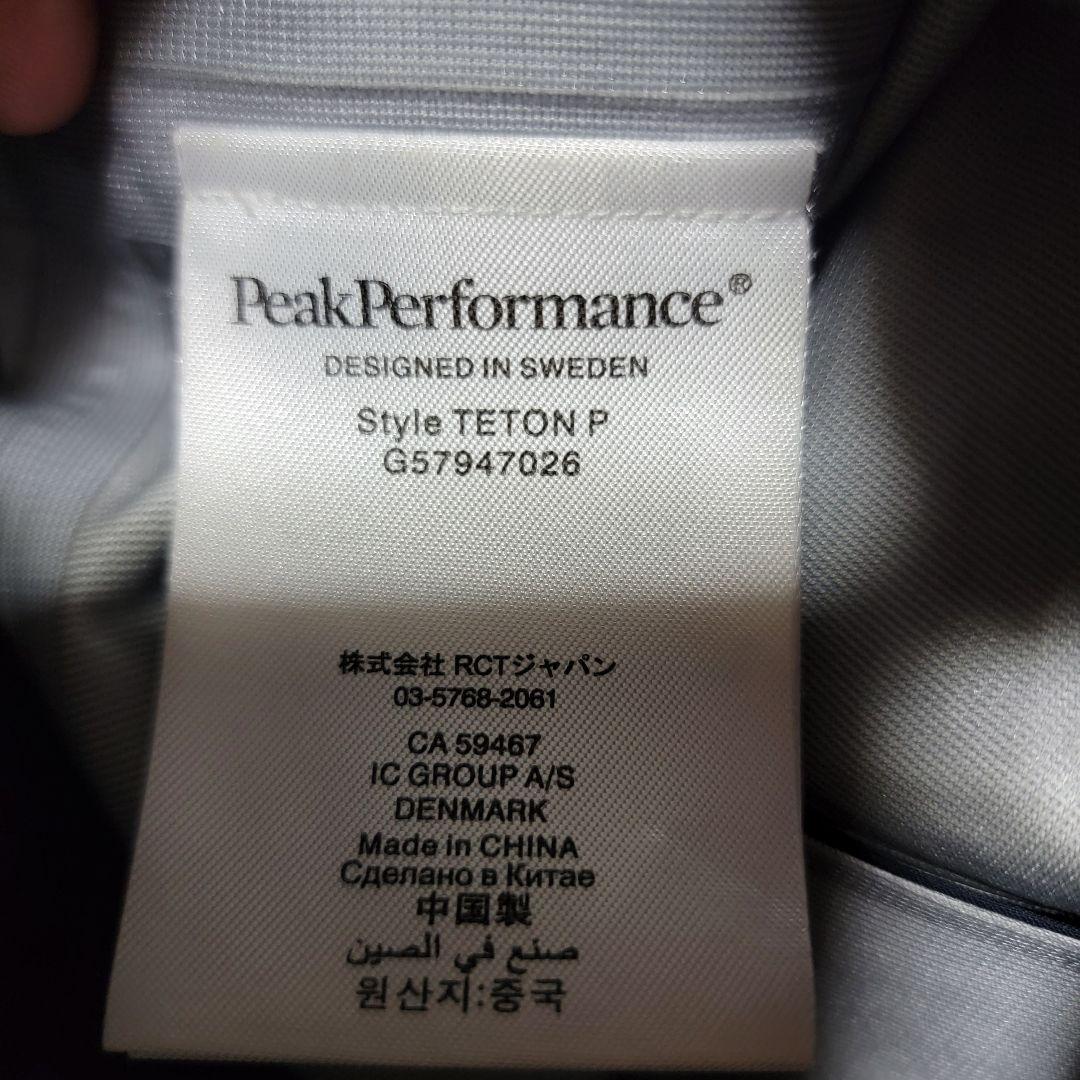 PeakPerformance®
DESIGNED IN SWEDEN
Style TETON P
G57947026
株式会社 RCTジャパン
03-5768-2061
CA 59467
IC GROUP A/S
DENMARK
Made in CHINA
Сделано в Китае
中国製
صنع في الصين
원산지:중국